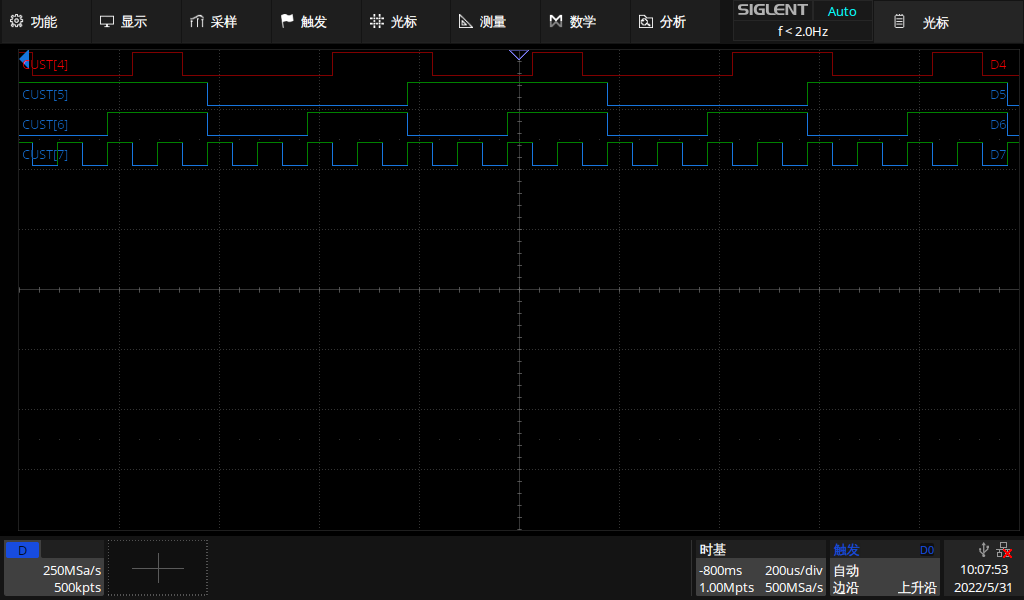 功能 显示 采样 触发 光标 测量 数学 分析 SIGLENT Auto 光标
f < 2.0Hz
CUST[4] D4
CUST[5] D5
CUST[6] D6
CUST[7] D7
D 时基 触发 D0
250MSa/s -800ms 200us/div 自动 10:07:53
500kpts 1.00Mpts 500MSa/s 边沿 上升沿 2022/5/31